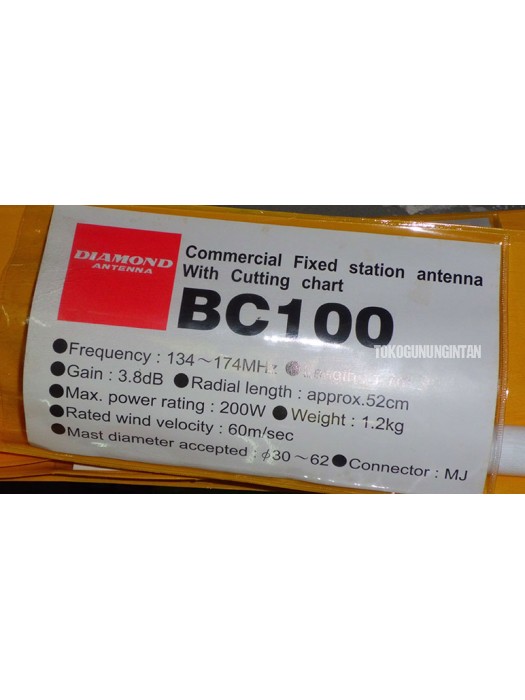 DIAMOND
ANTENNA
Commercial Fixed station antenna
With Cutting chart
BC100
TOKOGUNUNGINTAN
●Frequency : 134～174MHz
●Gain : 3.8dB ●Radial length : approx.52cm
●Max. power rating : 200W ●Weight : 1.2kg
●Rated wind velocity : 60m/sec
●Mast diameter accepted : φ30～62 ●Connector : MJ